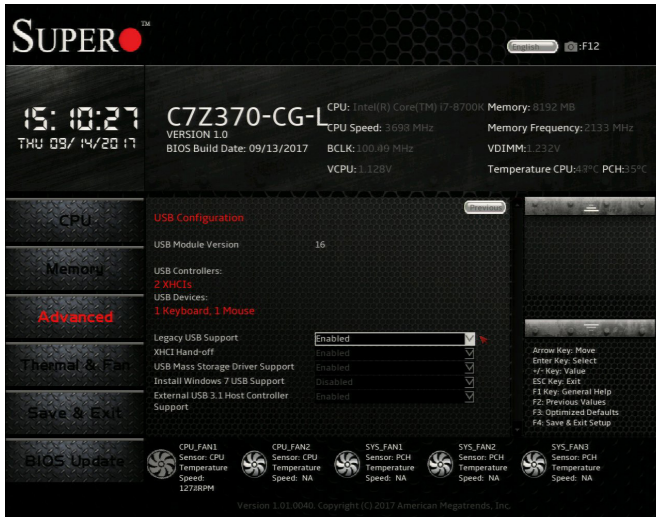 SUPER
TM
English :F12
15:10:27
THU 09/14/2017
C7Z370-CG-L
VERSION 1.0
BIOS Build Date: 09/13/2017
CPU: Intel(R) Core(TM) i7-8700K
CPU Speed: 3698 MHz
BCLK: 100.09 MHz
VCPU: 1.128V
Memory: 8192 MB
Memory Frequency: 2133 MHz
VDIMM: 1.232V
Temperature CPU:43°C PCH:35°C
CPU
Memory
Advanced
Thermal & Fan
Save & Exit
BIOS Update
Previous
USB Configuration
USB Module Version 16
USB Controllers:
2 XHCIs
USB Devices:
1 Keyboard, 1 Mouse
Legacy USB Support Enabled
XHCI Hand-off Enabled
USB Mass Storage Driver Support Enabled
Install Windows 7 USB Support Disabled
External USB 3.1 Host Controller Enabled
Support
Arrow Key: Move
Enter Key: Select
+/- Key: Value
ESC Key: Exit
F1 Key: General Help
F2: Previous Values
F3: Optimized Defaults
F4: Save & Exit Setup
CPU_FAN1
Sensor: CPU
Temperature
Speed:
1278RPM
CPU_FAN2
Sensor: CPU
Temperature
Speed: NA
SYS_FAN1
Sensor: PCH
Temperature
Speed: NA
SYS_FAN2
Sensor: PCH
Temperature
Speed: NA
SYS_FAN3
Sensor: PCH
Temperature
Speed: NA
Version 1.01:0040. Copyright (C) 2017 American Megatrends, Inc.